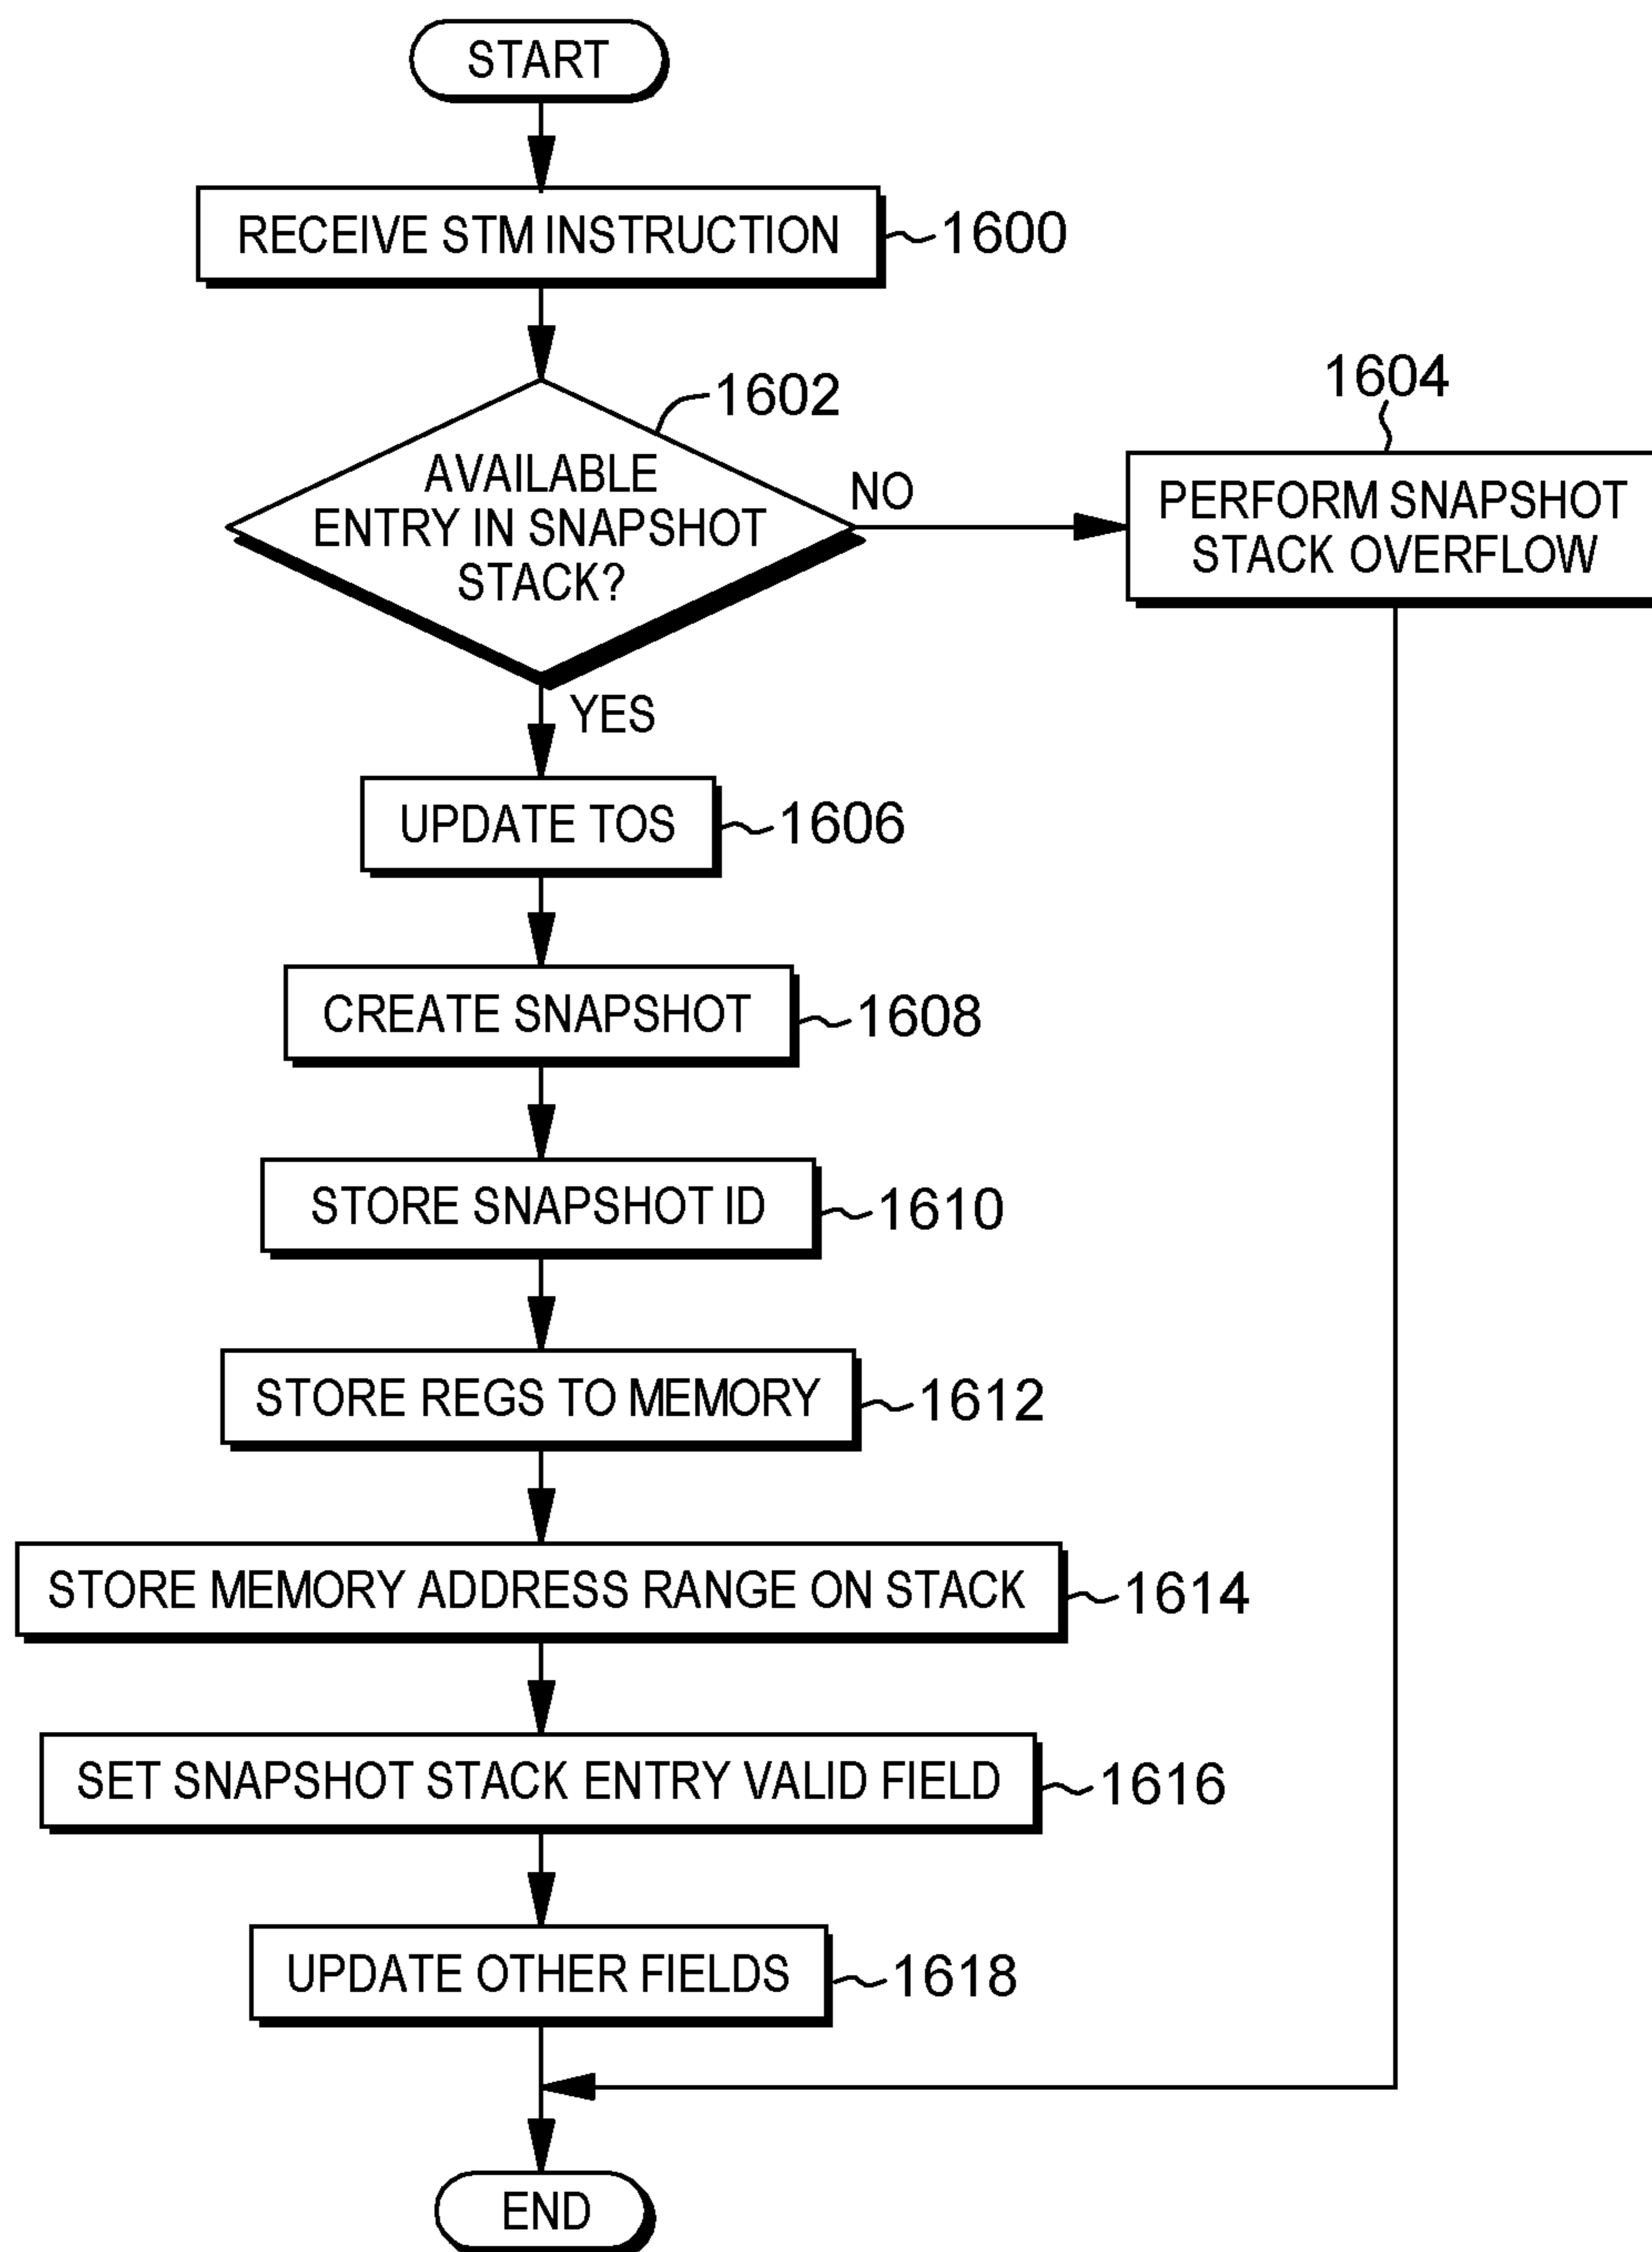 START
RECEIVE STM INSTRUCTION
1600
1602
AVAILABLE
ENTRY IN SNAPSHOT
STACK?
NO
1604
PERFORM SNAPSHOT
STACK OVERFLOW
YES
UPDATE TOS
1606
CREATE SNAPSHOT
1608
STORE SNAPSHOT ID
1610
STORE REGS TO MEMORY
1612
STORE MEMORY ADDRESS RANGE ON STACK
1614
SET SNAPSHOT STACK ENTRY VALID FIELD
1616
UPDATE OTHER FIELDS
1618
END